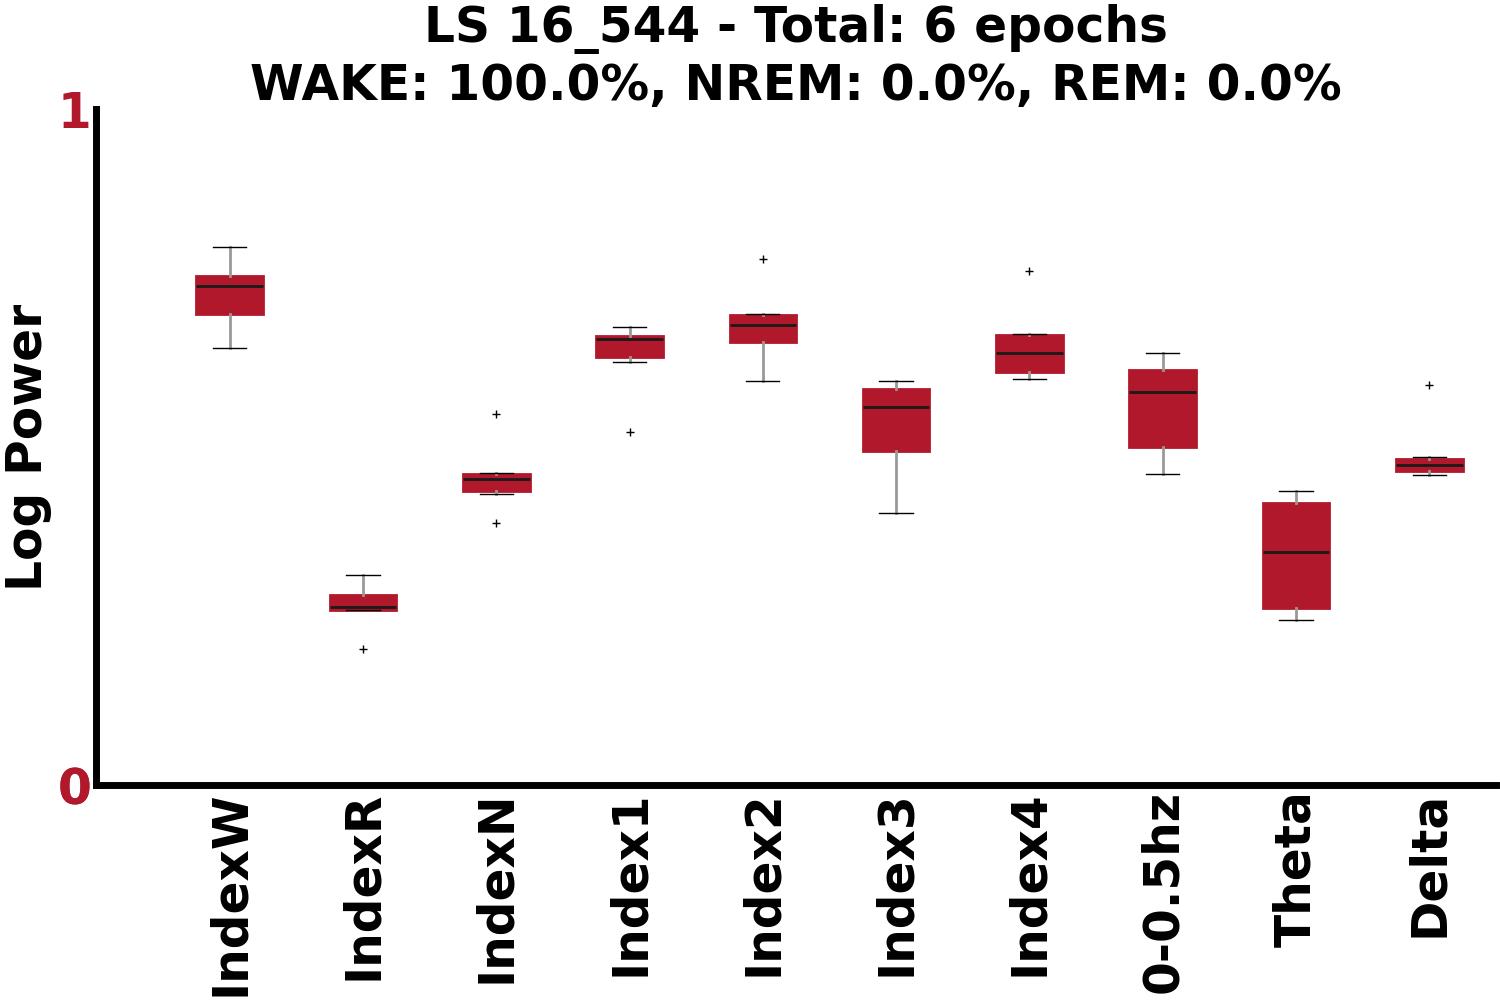 LS 16_544 - Total: 6 epochs
WAKE: 100.0%, NREM: 0.0%, REM: 0.0%
1
Log Power
0
IndexW
IndexR
IndexN
Index1
Index2
Index3
Index4
0-0.5hz
Theta
Delta